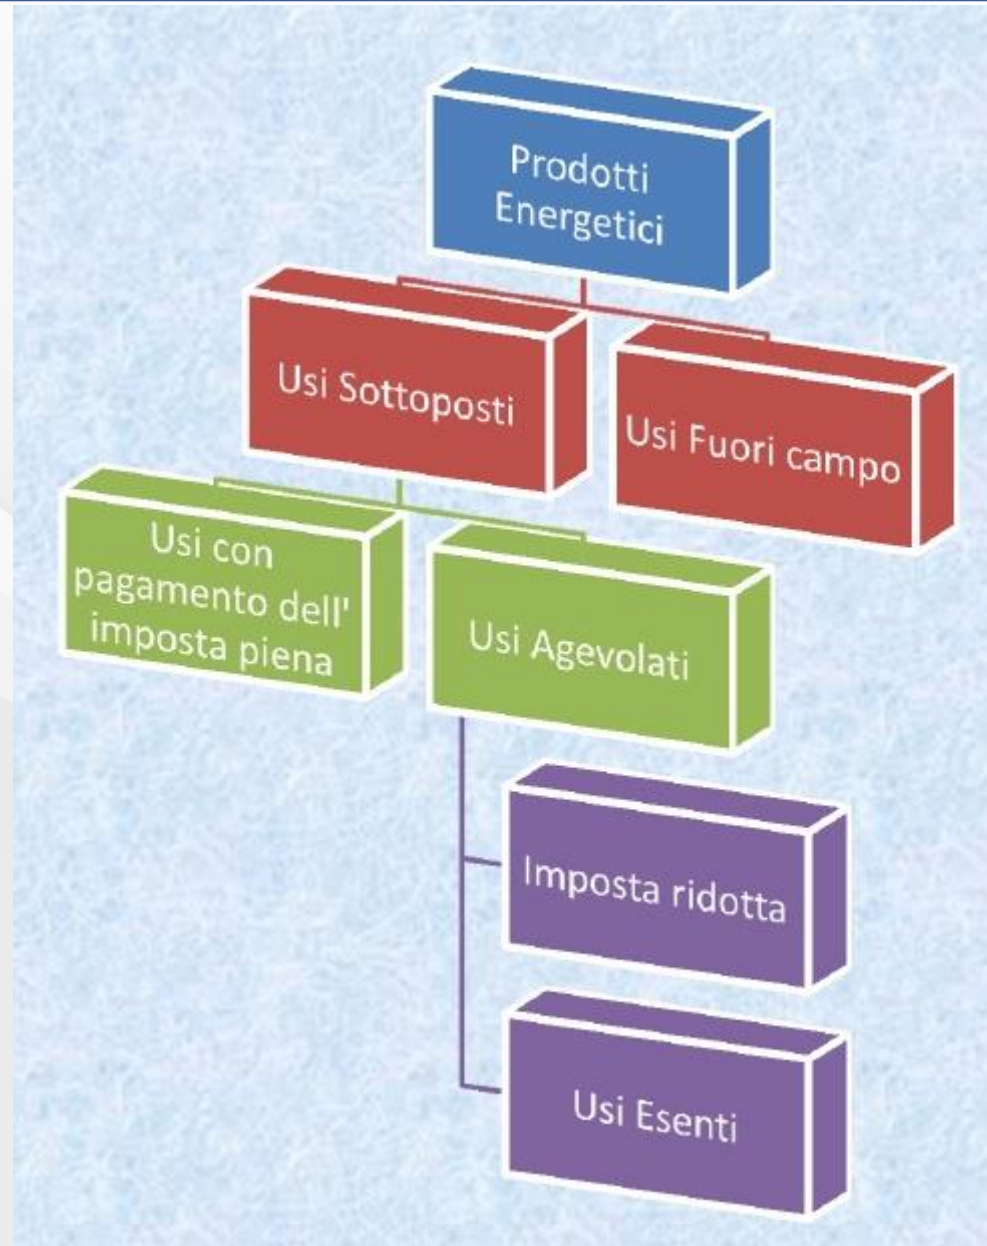 Prodotti
Energetici
Usi Sottoposti
Usi Fuori campo
Usi con
pagamento dell'
imposta piena
Usi Agevolati
Imposta ridotta
Usi Esenti